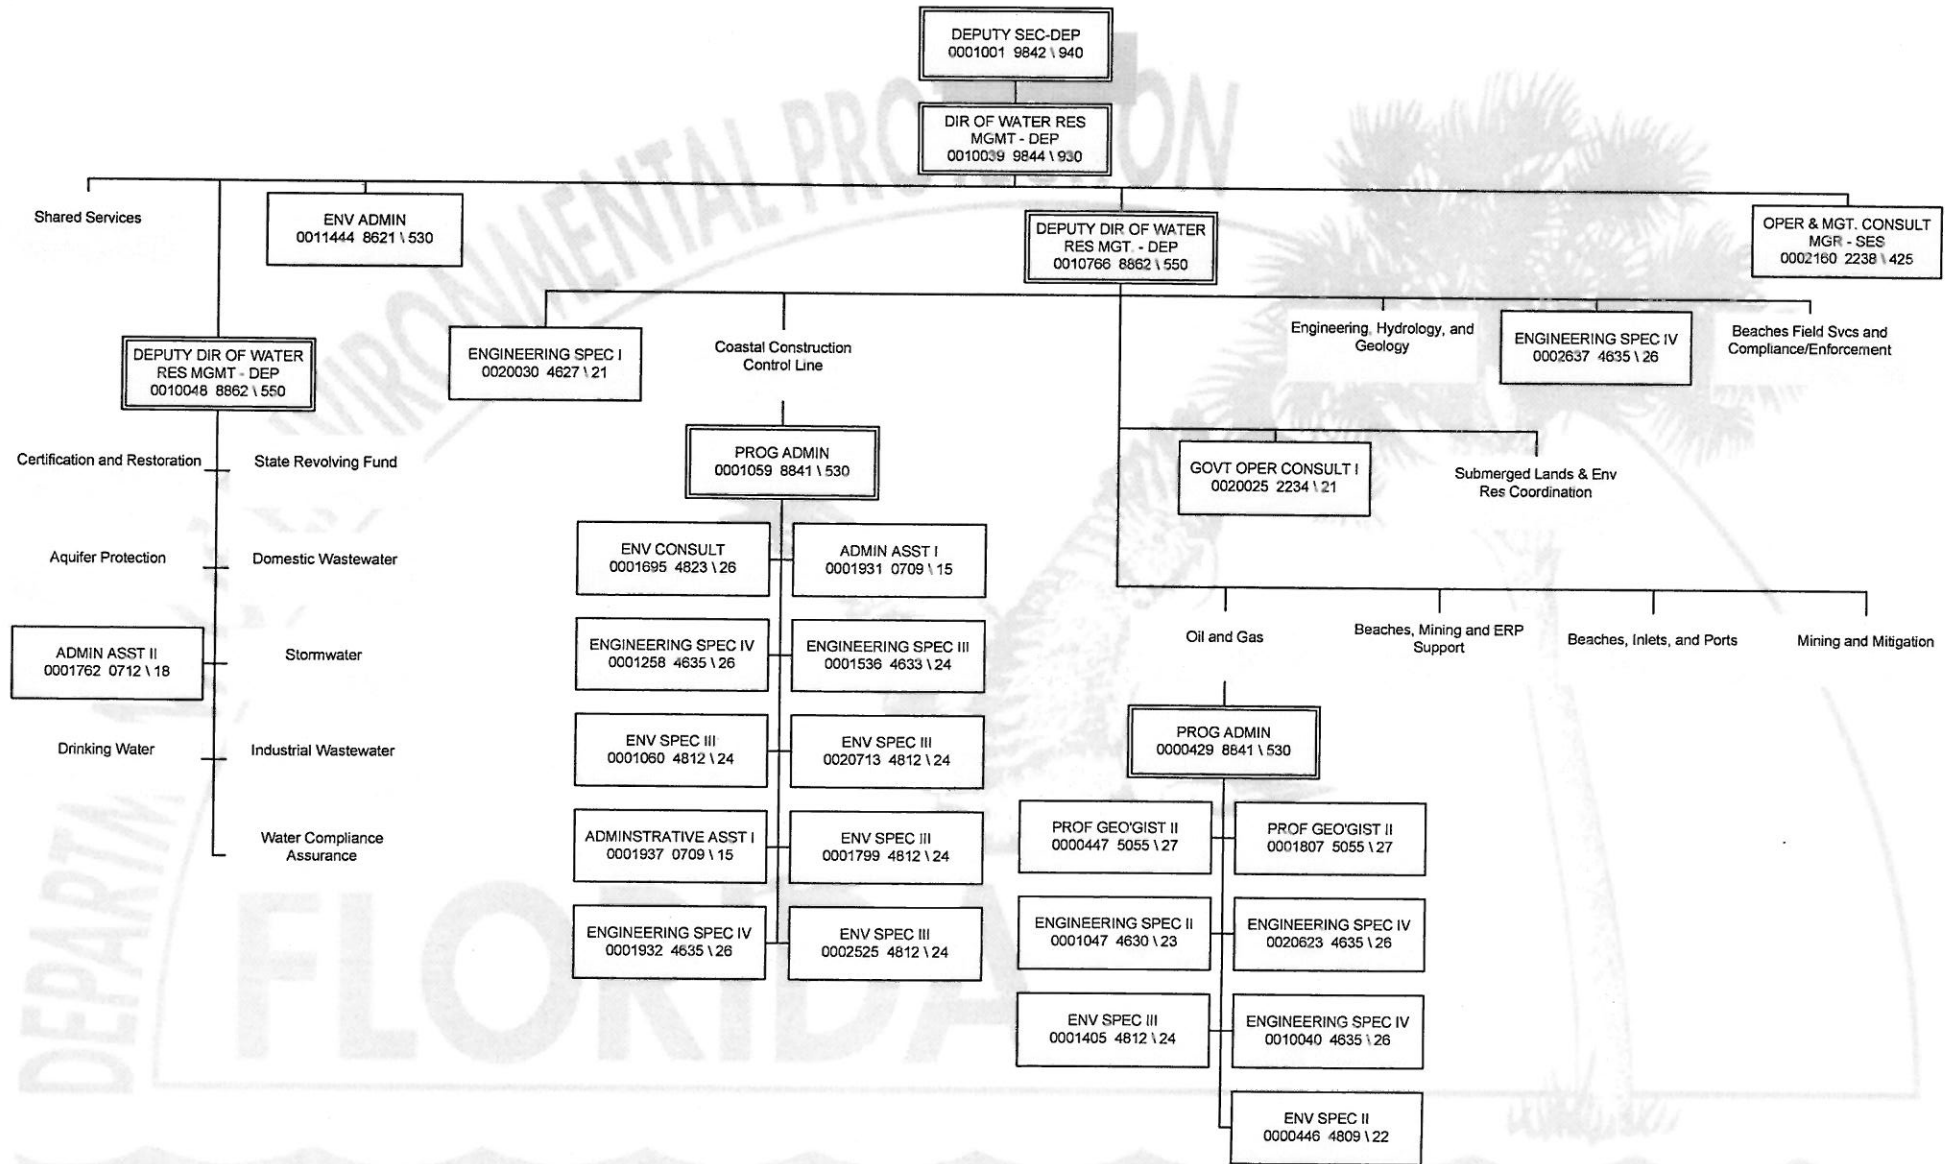 DEPUTY SEC-DEP
0001001 9842 \ 940
DIR OF WATER RES
MGMT - DEP
0010039 9844 \ 930
Shared Services
ENV ADMIN
0011444 8621 \ 530
DEPUTY DIR OF WATER
RES MGT. - DEP
0010766 8862 \ 550
OPER & MGT. CONSULT
MGR - SES
0002160 2238 \ 425
DEPUTY DIR OF WATER
RES MGMT - DEP
0010048 8862 \ 550
ENGINEERING SPEC I
0020030 4627 \ 21
Coastal Construction
Control Line
Engineering, Hydrology, and
Geology
ENGINEERING SPEC IV
0002637 4635 \ 26
Beaches Field Svcs and
Compliance/Enforcement
Certification and Restoration
State Revolving Fund
Aquifer Protection
Domestic Wastewater
ADMIN ASST II
0001762 0712 \ 18
Stormwater
Drinking Water
Industrial Wastewater
Water Compliance
Assurance
PROG ADMIN
0001059 8841 \ 530
ENV CONSULT
0001695 4823 \ 26
ADMIN ASST I
0001931 0709 \ 15
ENGINEERING SPEC IV
0001258 4635 \ 26
ENGINEERING SPEC III
0001536 4633 \ 24
ENV SPEC III
0001060 4812 \ 24
ENV SPEC III
0020713 4812 \ 24
ADMINSTRATIVE ASST I
0001937 0709 \ 15
ENV SPEC III
0001799 4812 \ 24
ENGINEERING SPEC IV
0001932 4635 \ 26
ENV SPEC III
0002525 4812 \ 24
GOVT OPER CONSULT I
0020025 2234 \ 21
Submerged Lands & Env
Res Coordination
Oil and Gas
Beaches, Mining and ERP
Support
Beaches, Inlets, and Ports
Mining and Mitigation
PROG ADMIN
0000429 8841 \ 530
PROF GEO'GIST II
0000447 5055 \ 27
PROF GEO'GIST II
0001807 5055 \ 27
ENGINEERING SPEC II
0001047 4630 \ 23
ENGINEERING SPEC IV
0020623 4635 \ 26
ENV SPEC III
0001405 4812 \ 24
ENGINEERING SPEC IV
0010040 4635 \ 26
ENV SPEC II
0000446 4809 \ 22
FLORIDA